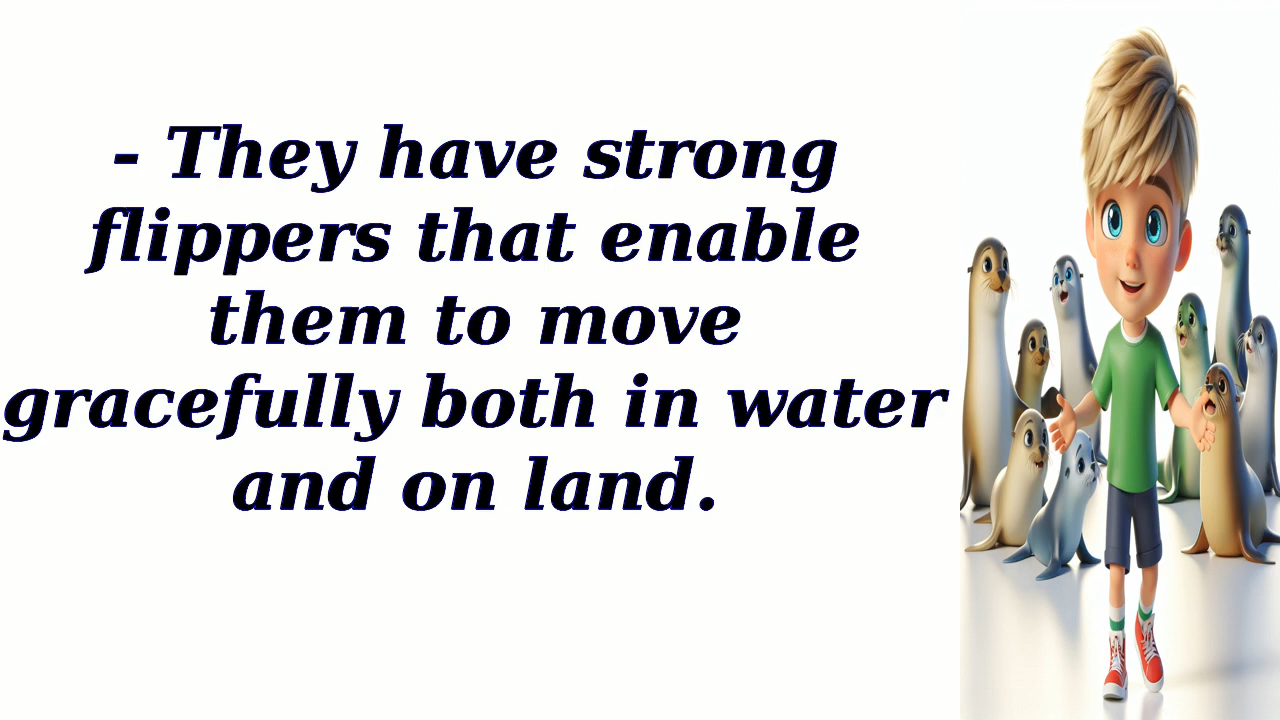 - They have strong
flippers that enable
them to move
gracefully both in water
and on land.